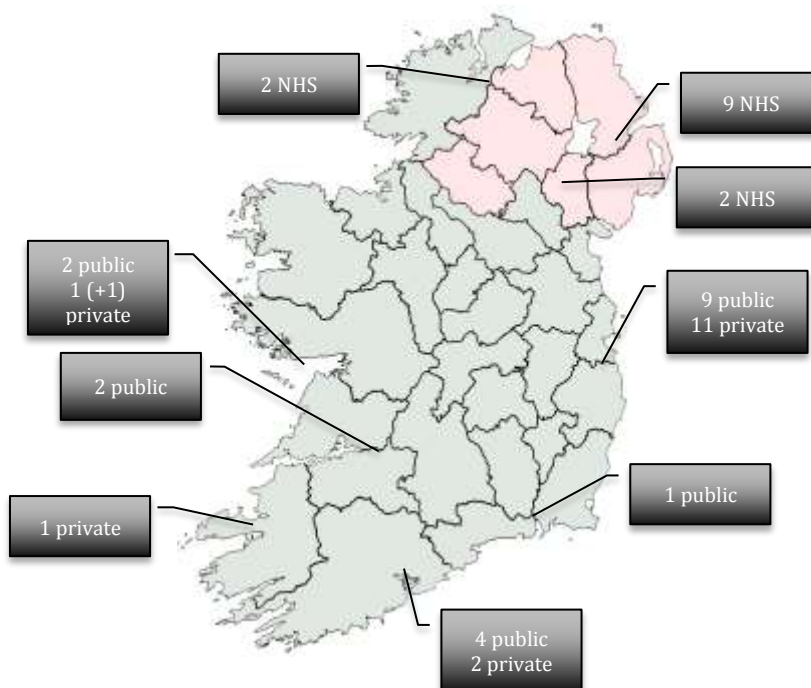 2 NHS
9 NHS
2 NHS
2 public
1 (+1)
private
9 public
11 private
2 public
1 public
1 private
4 public
2 private